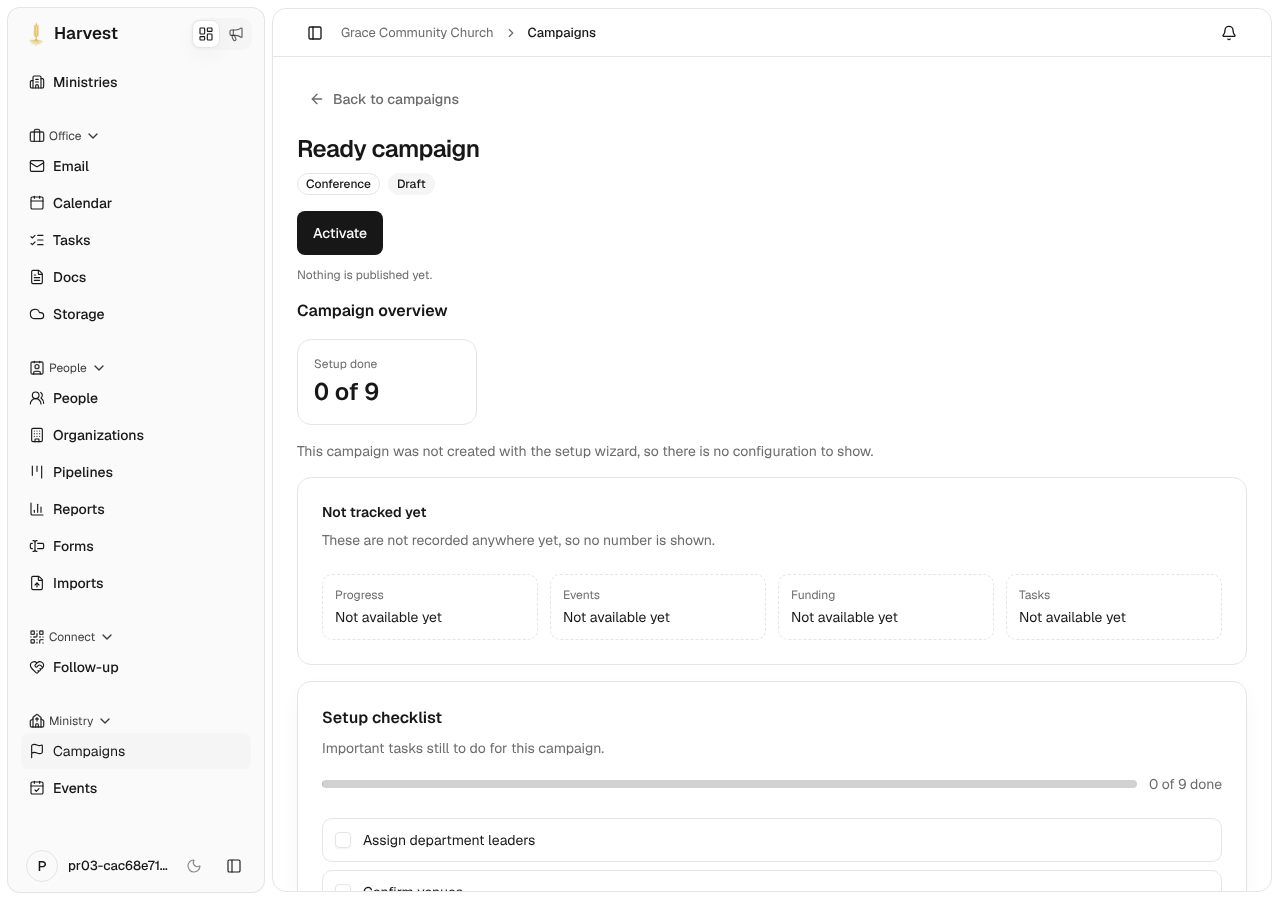 Harvest
Ministries
Office
Email
Calendar
Tasks
Docs
Storage
People
People
Organizations
Pipelines
Reports
Forms
Imports
Connect
Follow-up
Ministry
Campaigns
Events
P
pr03-cac68e71...
Grace Community Church
Campaigns
Back to campaigns
Ready campaign
Conference
Draft
Activate
Nothing is published yet.
Campaign overview
Setup done
0 of 9
This campaign was not created with the setup wizard, so there is no configuration to show.
Not tracked yet
These are not recorded anywhere yet, so no number is shown.
Progress
Not available yet
Events
Not available yet
Funding
Not available yet
Tasks
Not available yet
Setup checklist
Important tasks still to do for this campaign.
0 of 9 done
Assign department leaders
Confirm venues